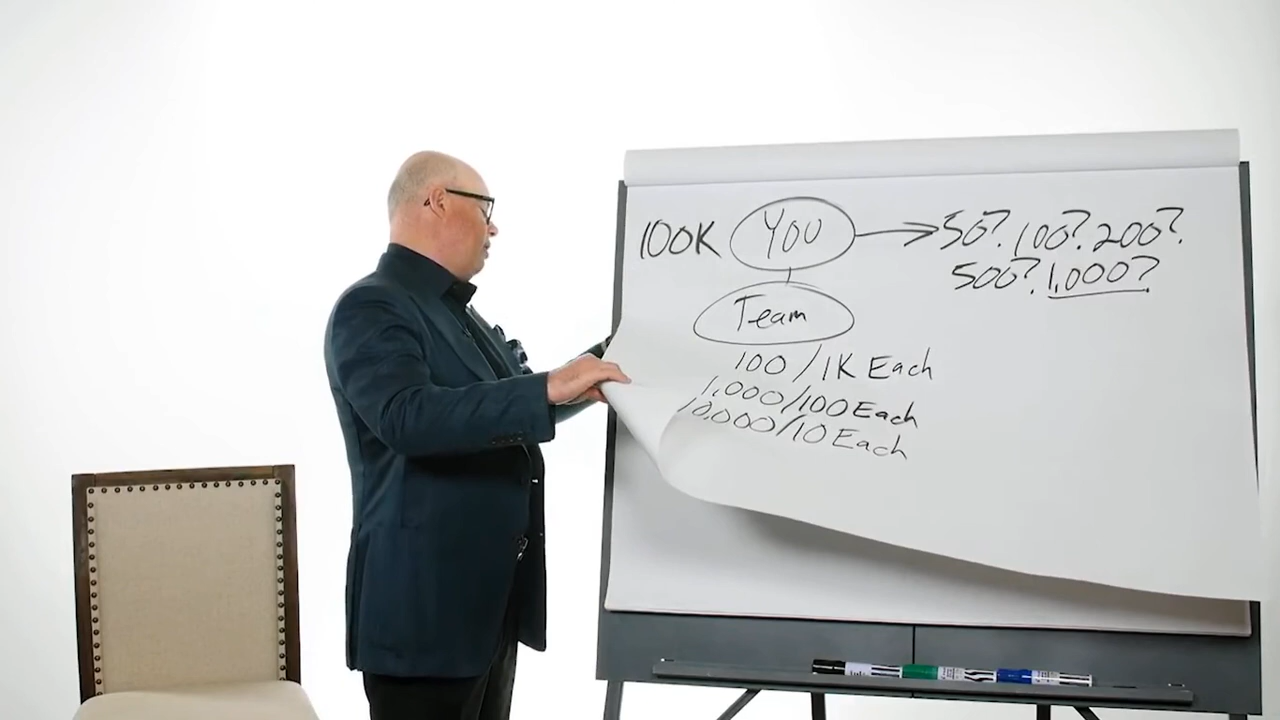 100K You 50? 100? 200?
500? 1,000?
Team
100/1K Each
1,000/100 Each
10,000/10 Each